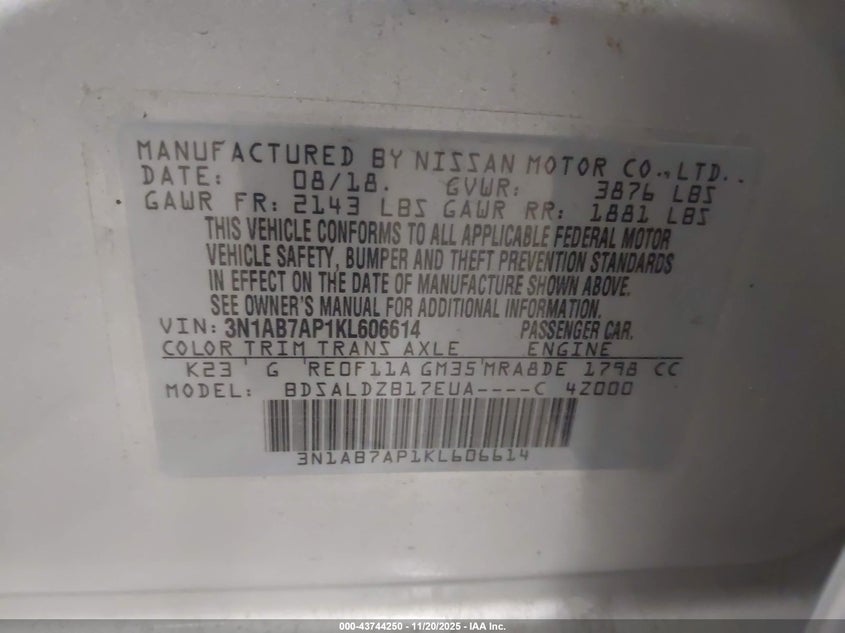 MANUFACTURED BY NISSAN MOTOR CO., LTD.
DATE: 08/18. GVWR: 3876 LBS
GAWR FR: 2143 LBS GAWR RR: 1881 LBS
THIS VEHICLE CONFORMS TO ALL APPLICABLE FEDERAL MOTOR
VEHICLE SAFETY, BUMPER AND THEFT PREVENTION STANDARDS
IN EFFECT ON THE DATE OF MANUFACTURE SHOWN ABOVE.
SEE OWNER'S MANUAL FOR ADDITIONAL INFORMATION.
VIN: 3N1AB7AP1KL606614 PASSENGER CAR.
COLOR TRIM TRANS AXLE ENGINE
K23 G RE0F11A GM35 MRA8DE 1798 CC
MODEL: BDSALDZB17EUA----C 4Z000
3N1AB7AP1KL606614
000-43744250 — 11/20/2025 — IAA Inc.